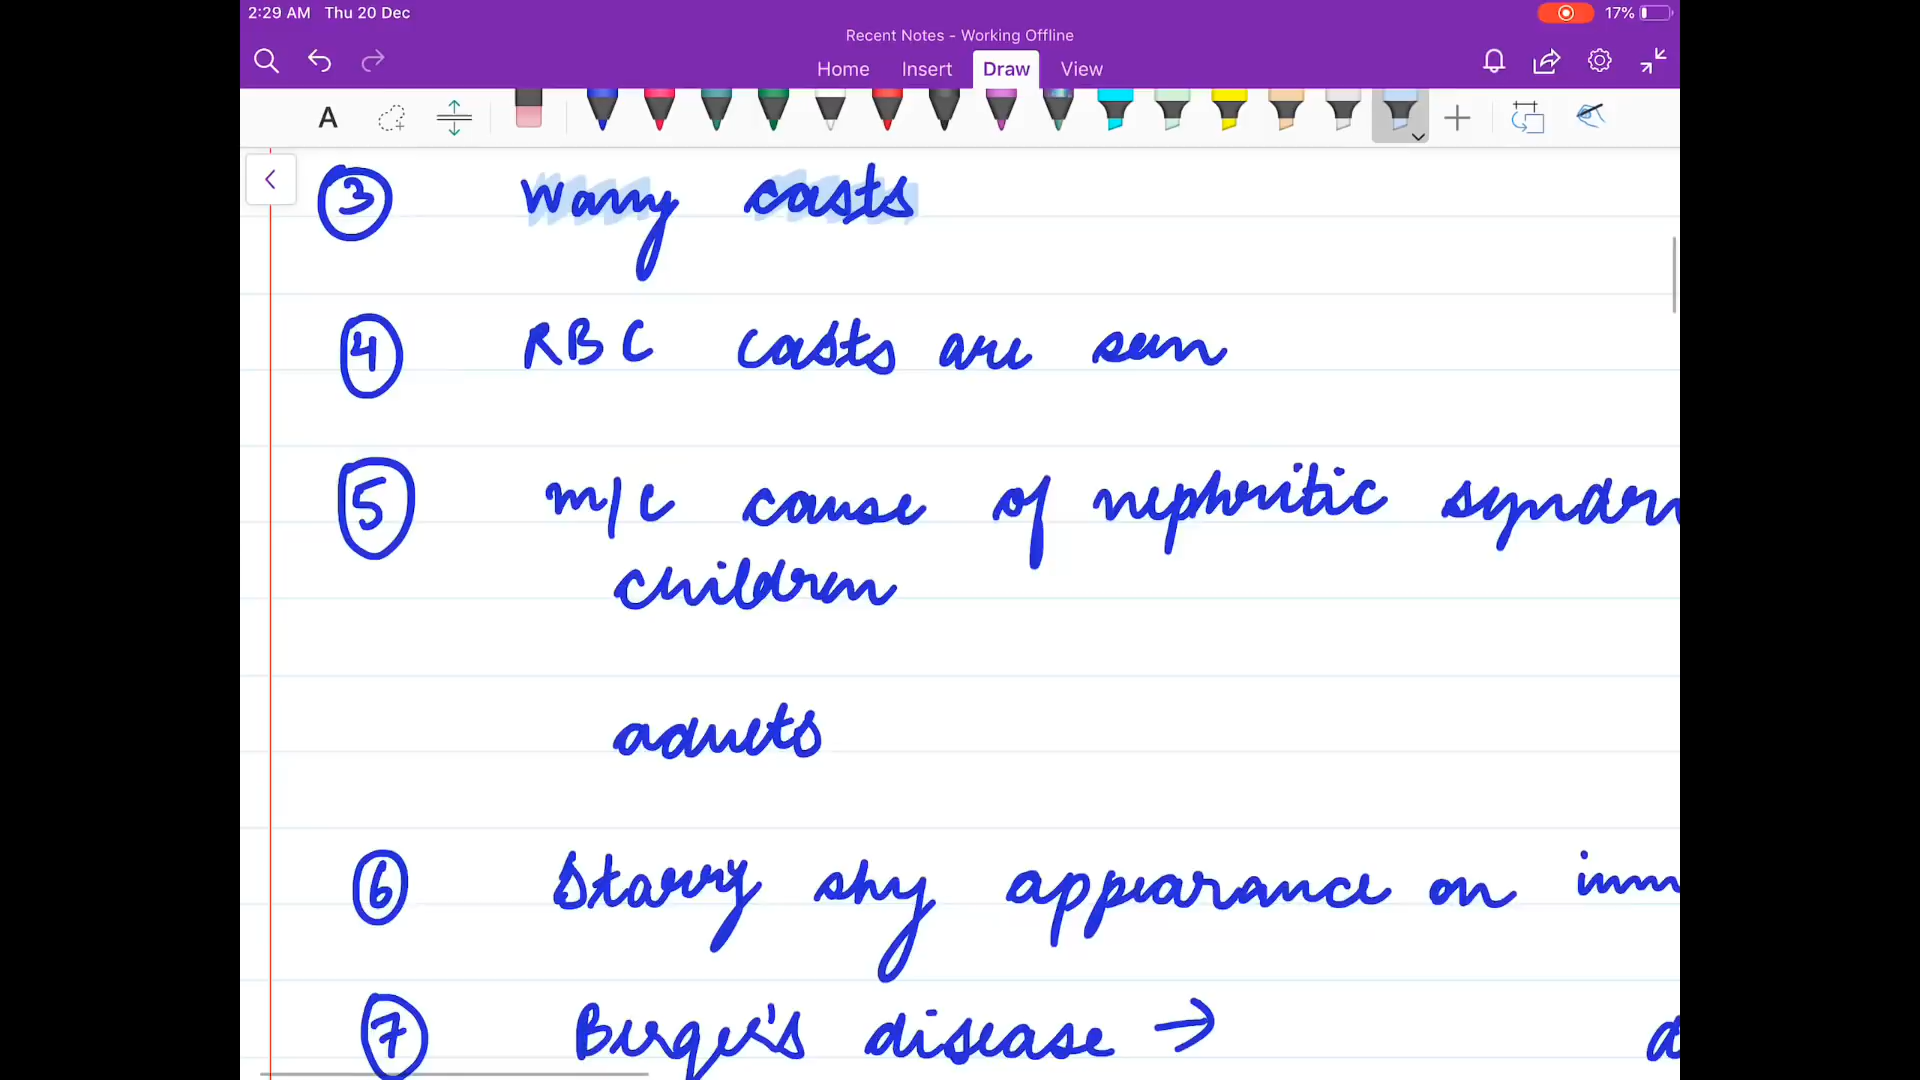 2:29 AM Thu 20 Dec
17%
Recent Notes - Working Offline
Home Insert Draw View
A
3 Waxy casts
4 RBC casts are seen
5 m/c cause of nephritic syndr
children
adults
6 Starry sky appearance on imm
7 Berger's disease →